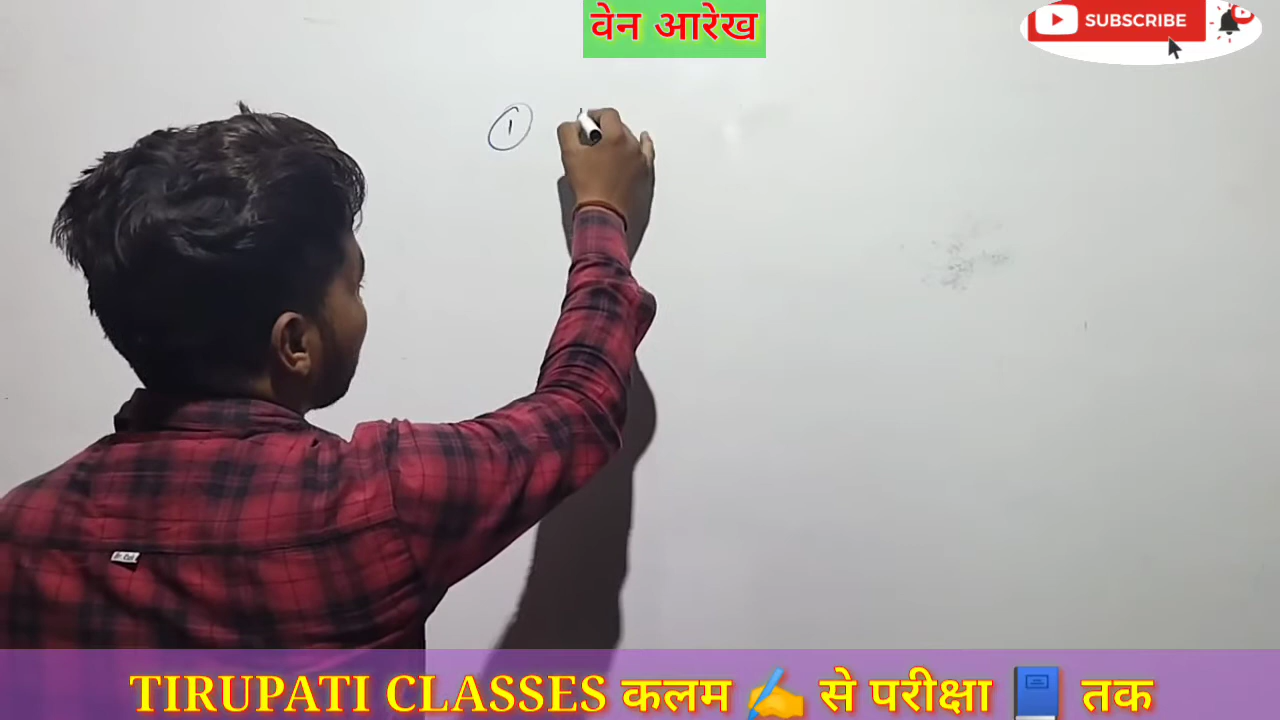 वेन आरेख
SUBSCRIBE
1
TIRUPATI CLASSES कलम ✍️ से परीक्षा 📘 तक